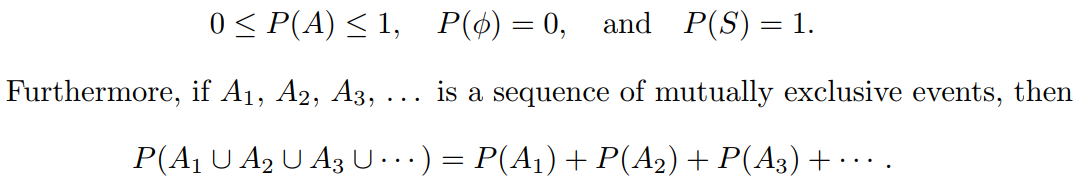 0 ≤ P(A) ≤ 1, P(ϕ) = 0, and P(S) = 1.
Furthermore, if A₁, A₂, A₃, ... is a sequence of mutually exclusive events, then
P(A₁ ∪ A₂ ∪ A₃ ∪ ⋯) = P(A₁) + P(A₂) + P(A₃) + ⋯ .